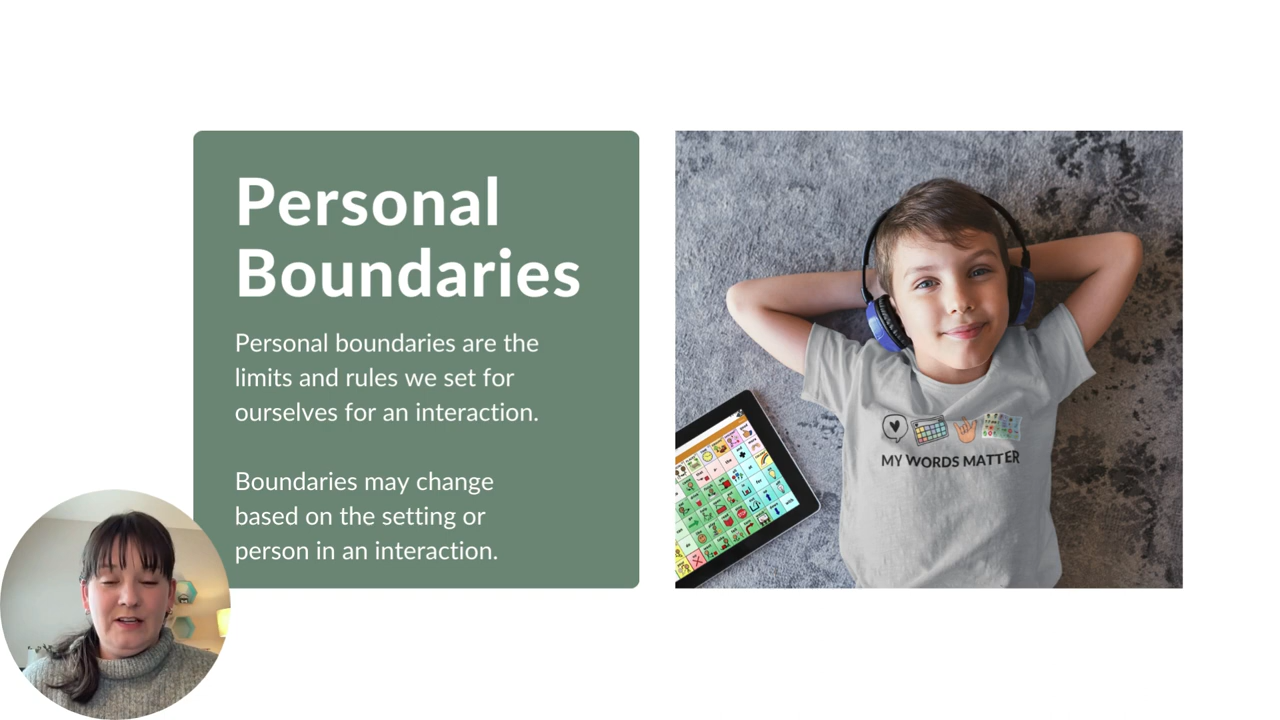 Personal
Boundaries
Personal boundaries are the
limits and rules we set for
ourselves for an interaction.
Boundaries may change
based on the setting or
person in an interaction.
MY WORDS MATTER